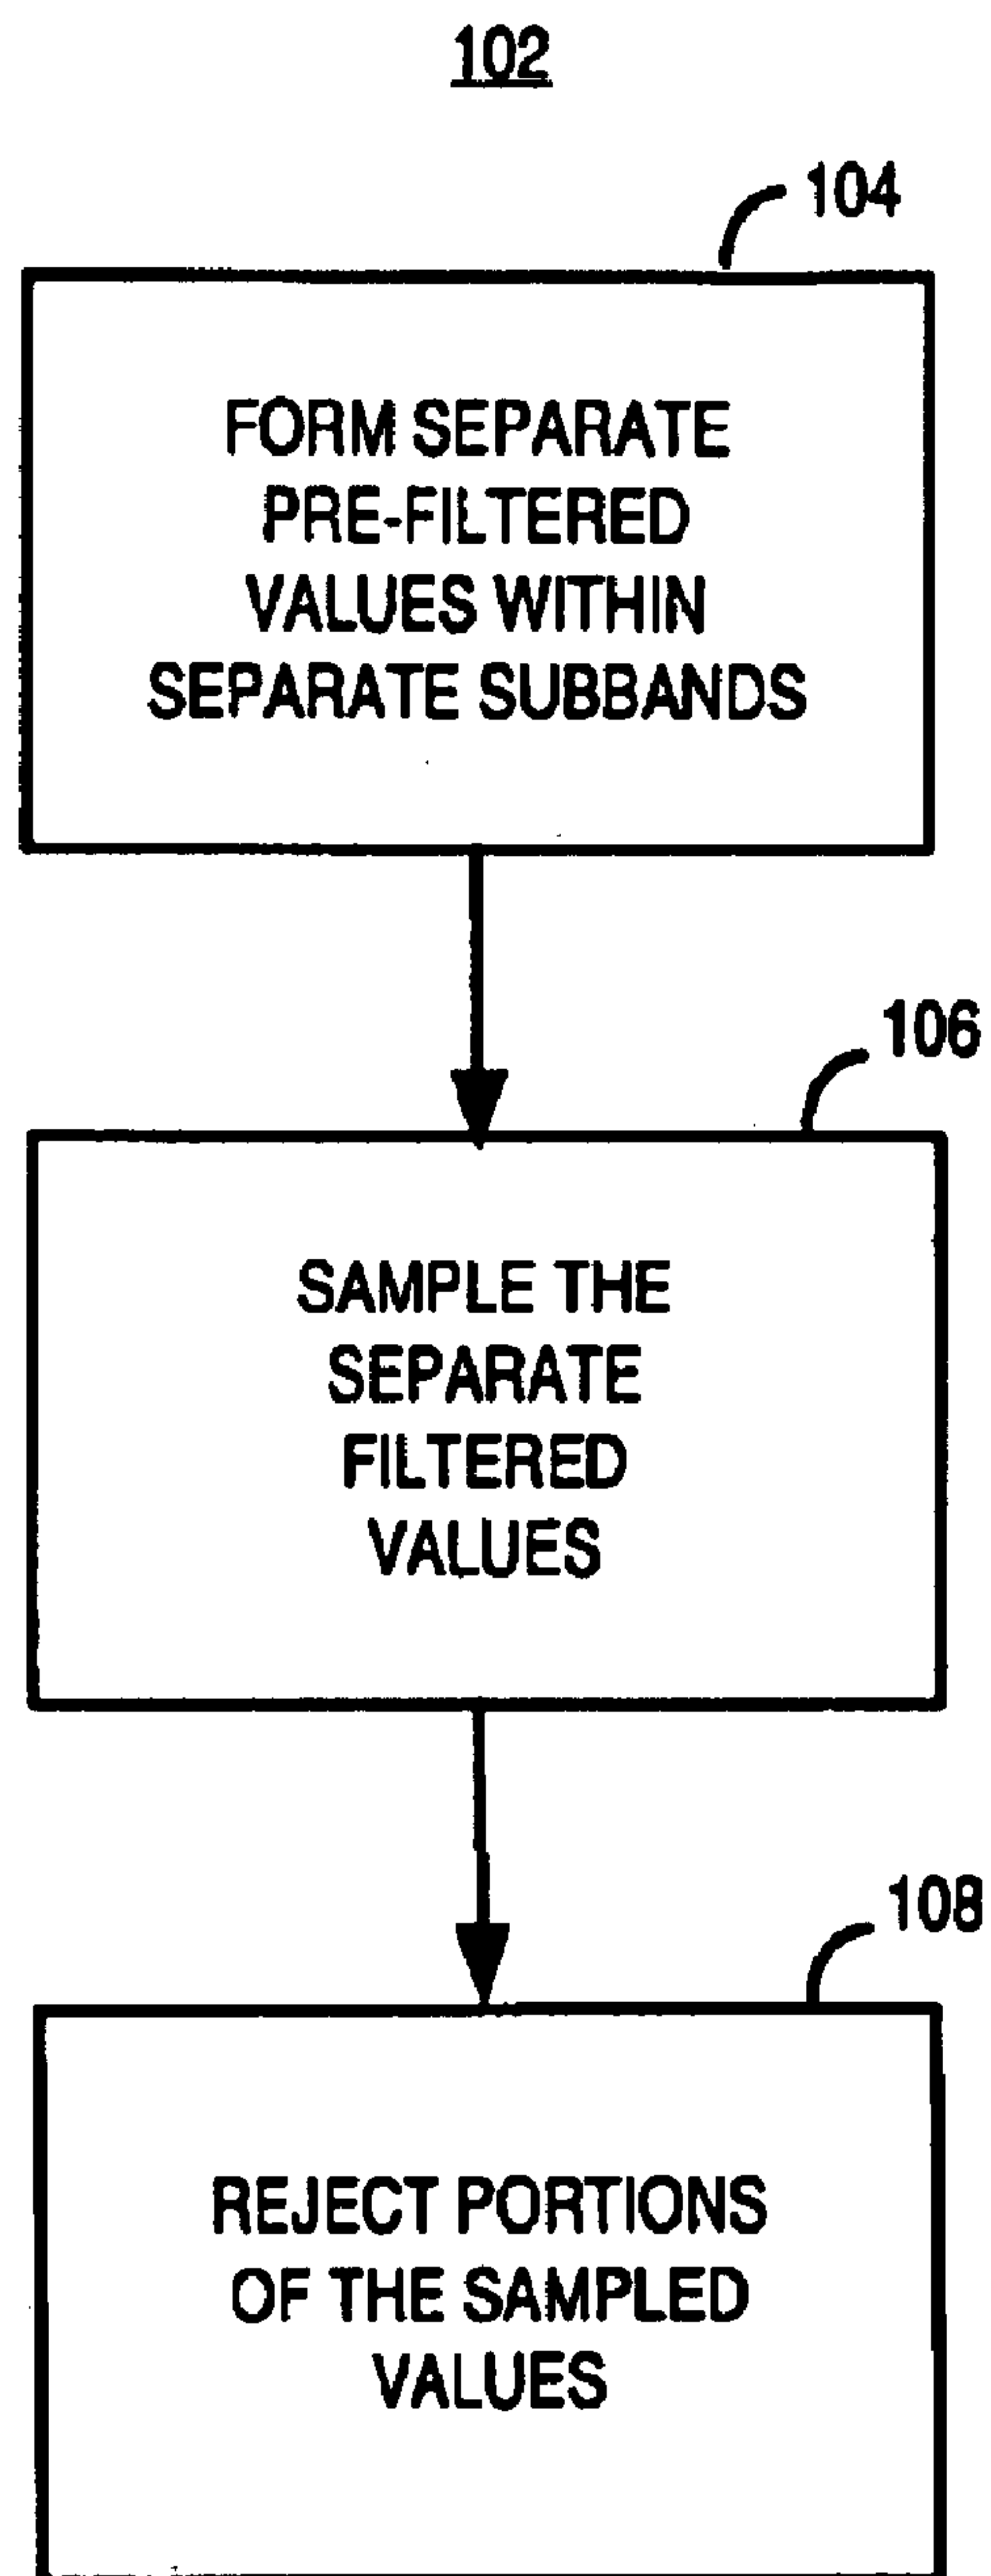 102
104
FORM SEPARATE
PRE-FILTERED
VALUES WITHIN
SEPARATE SUBBANDS
106
SAMPLE THE
SEPARATE
FILTERED
VALUES
108
REJECT PORTIONS
OF THE SAMPLED
VALUES